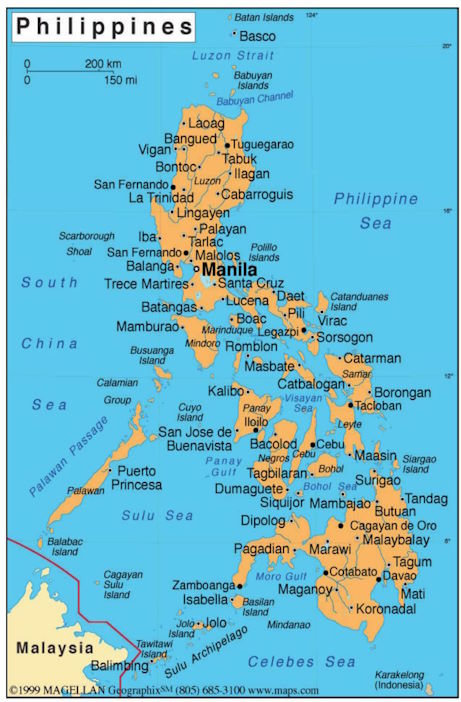 Philippines
124°
Batan Islands
Basco
20°
Luzon Strait
0 200 km
0 150 mi
Babuyan
Islands
Babuyan Channel
Laoag
Bangued
Tuguegarao
Vigan
Tabuk
Bontoc
Ilagan
Luzon
San Fernando
Cabarroguis
La Trinidad
Philippine
Sea
Lingayen
16°
Palayan
Iba
Tarlac
Scarborough
Shoal
San Fernando
Malolos
Polillo
Islands
Balanga
Manila
South
Trece Martires
Santa Cruz
Daet
Catanduanes
Island
Lucena
Batangas
Pili
Virac
Boac
Mamburao
Marinduque
Legazpi
Sorsogon
China
Mindoro
Romblon
Busuanga
Island
Catarman
Masbate
Samar
Calamian
Group
Catbalogan
Kalibo
Visayan
Sea
Borongan
12°
Sea
Cuyo
Island
Panay
Tacloban
Iloilo
Leyte
San Jose de
Buenavista
Bacolod
Cebu
Palawan Passage
Negros
Cebu
Maasin
Siargao
Island
Panay
Gulf
Bohol
Puerto
Princesa
Tagbilaran
Surigao
Palawan
Dumaguete
Bohol Sea
Tandag
Siquijor
Mambajao
Butuan
Sulu Sea
Dipolog
Cagayan de Oro
Balabac
Island
Malaybalay
8°
Pagadian
Marawi
Tagum
Cagayan
Sulu
Island
Moro Gulf
Cotabato
Davao
Zamboanga
Maganoy
Mati
Isabella
Basilan
Island
Koronadal
Jolo
Island
Jolo
Mindanao
Malaysia
Tawitawi
Island
Sulu Archipelago
Balimbing
Celebes Sea
Karakelong
(Indonesia)
©1999 MAGELLAN Geographix℠ (805) 685-3100 www.maps.com